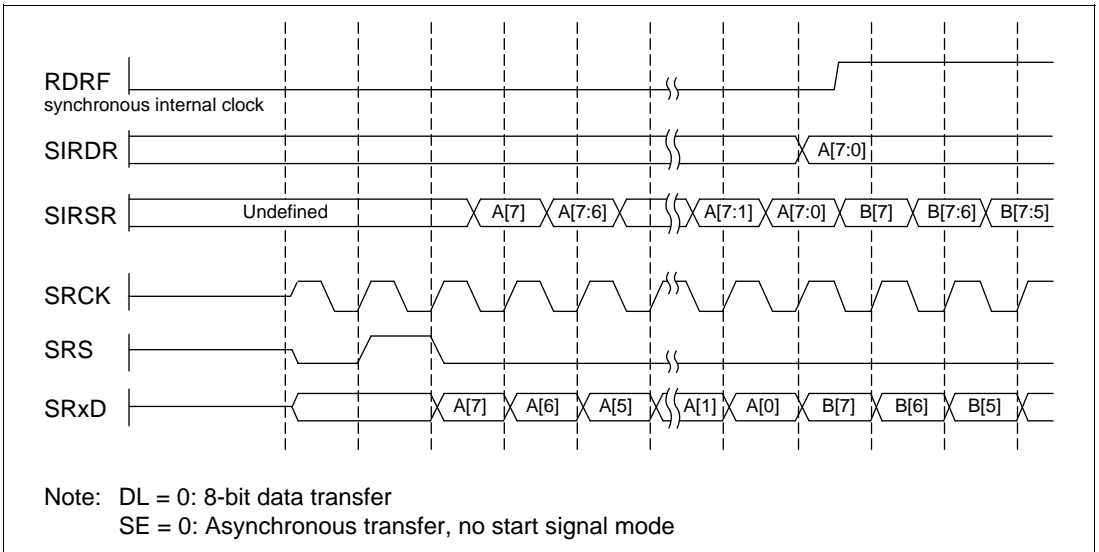 RDRF
synchronous internal clock
SIRDR A[7:0]
SIRSR Undefined A[7] A[7:6] A[7:1] A[7:0] B[7] B[7:6] B[7:5]
SRCK
SRS
SRxD A[7] A[6] A[5] A[1] A[0] B[7] B[6] B[5]
Note: DL = 0: 8-bit data transfer
SE = 0: Asynchronous transfer, no start signal mode